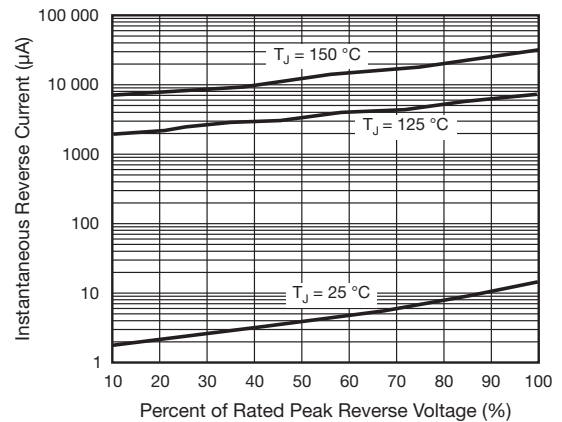 Instantaneous Reverse Current (µA)
100 000
10 000
1000
100
10
1
T_J = 150 °C
T_J = 125 °C
T_J = 25 °C
10 20 30 40 50 60 70 80 90 100
Percent of Rated Peak Reverse Voltage (%)